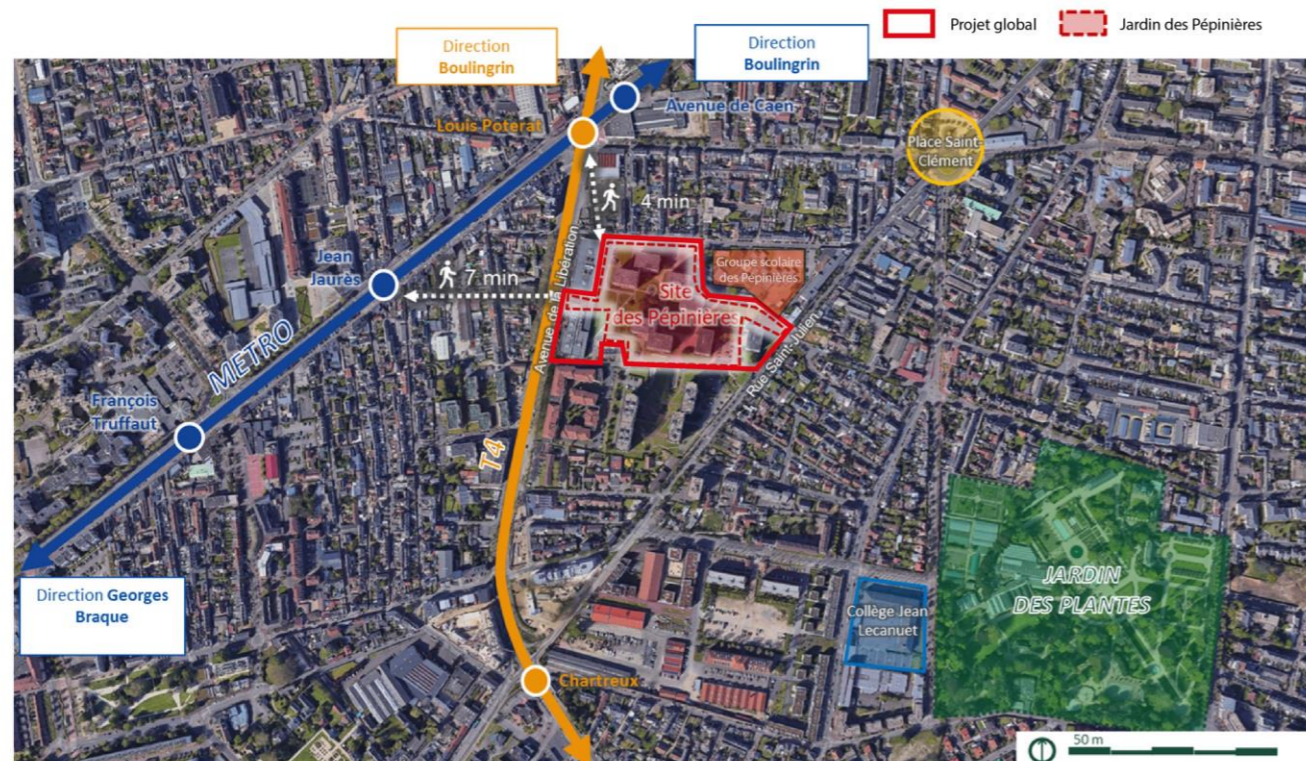 Projet global
Jardin des Pépinières
Direction
Boulingrin
Direction
Boulingrin
Avenue de Caen
Louis Poterat
Place Saint-
Clément
4 min
Avenue de la Libération
Jean
Jaurès
7 min
Groupe scolaire
des Pépinières
Site
des Pépinières
METRO
Rue Saint-Julien
François
Truffaut
T4
JARDIN
DES PLANTES
Direction Georges
Braque
Collège Jean
Lecanuet
Chartreux
50 m